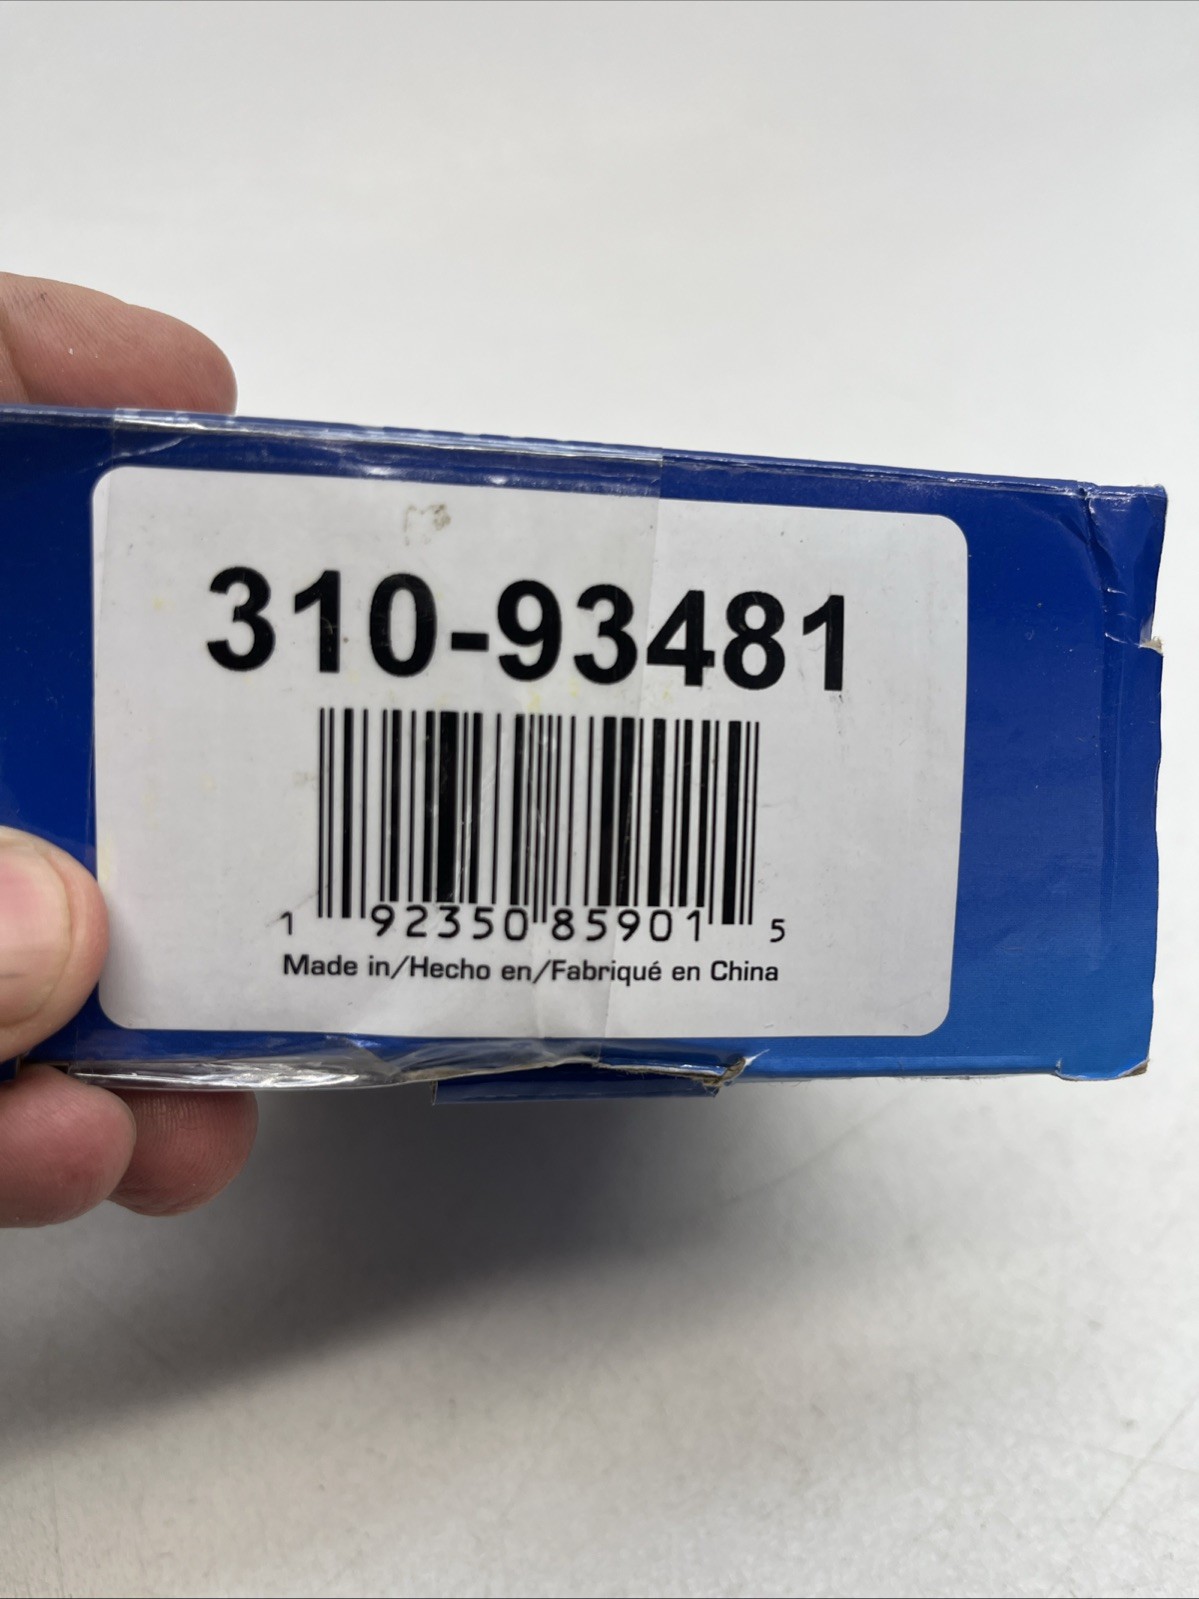 310-93481
1 92350 85901 5
Made in/Hecho en/Fabriqué en China